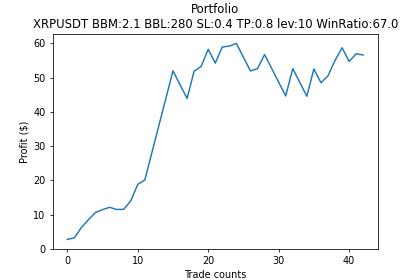 Portfolio
XRPUSDT BBM:2.1 BBL:280 SL:0.4 TP:0.8 lev:10 WinRatio:67.0
60
50
40
30
20
10
0
Profit ($)
0 10 20 30 40
Trade counts